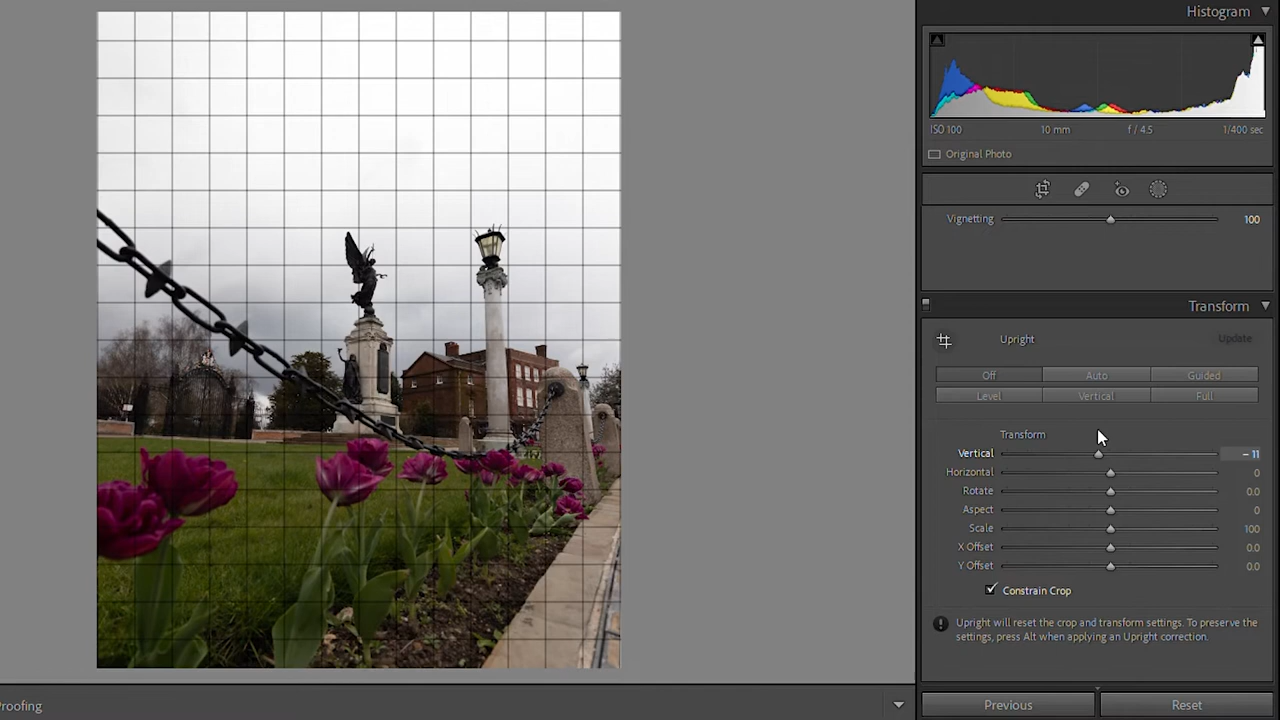 Histogram
ISO 100 10 mm f / 4.5 1/400 sec
Original Photo
Vignetting 100
Transform
Upright Update
Off Auto Guided
Level Vertical Full
Transform
Vertical – 11
Horizontal 0
Rotate 0.0
Aspect 0
Scale 100
X Offset 0.0
Y Offset 0.0
Constrain Crop
Upright will reset the crop and transform settings. To preserve the
settings, press Alt when applying an Upright correction.
Proofing
Previous Reset